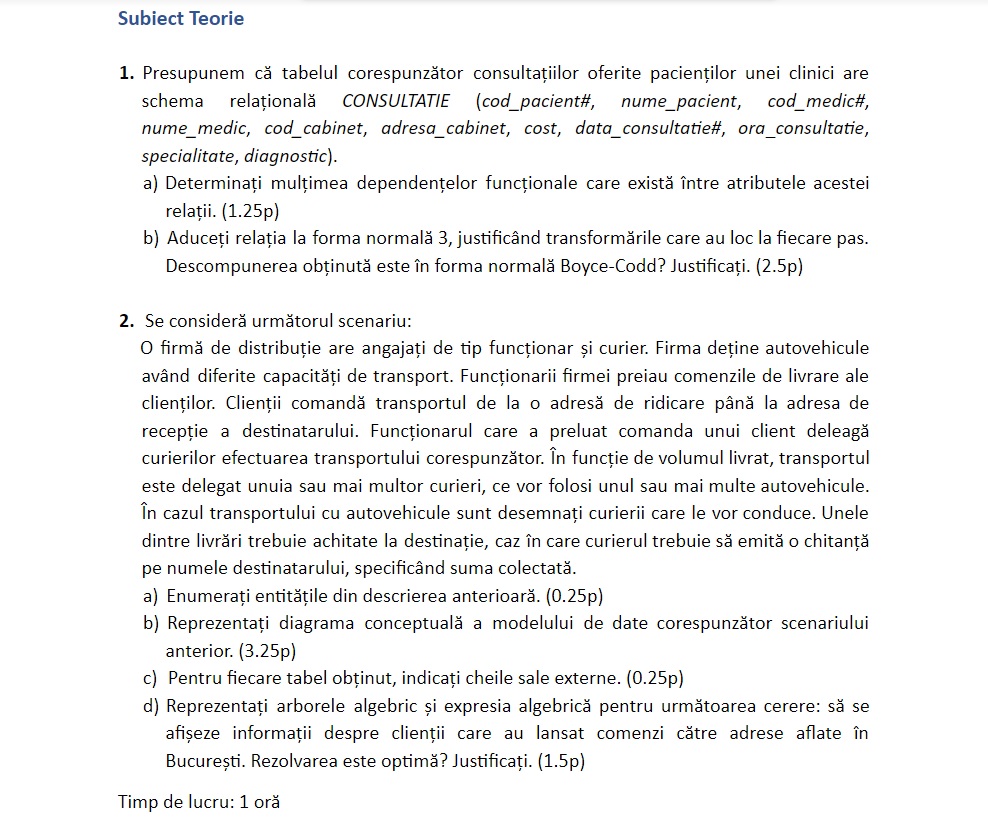 Subiect Teorie
1. Presupunem că tabelul corespunzător consultațiilor oferite pacienților unei clinici are
schema relațională CONSULTATIE (cod_pacient#, nume_pacient, cod_medic#,
nume_medic, cod_cabinet, adresa_cabinet, cost, data_consultatie#, ora_consultatie,
specialitate, diagnostic).
a) Determinați mulțimea dependențelor funcționale care există între atributele acestei
relații. (1.25p)
b) Aduceți relația la forma normală 3, justificând transformările care au loc la fiecare pas.
Descompunerea obținută este în forma normală Boyce-Codd? Justificați. (2.5p)
2. Se consideră următorul scenariu:
O firmă de distribuție are angajați de tip funcționar și curier. Firma deține autovehicule
având diferite capacități de transport. Funcționarii firmei preiau comenzile de livrare ale
clienților. Clienții comandă transportul de la o adresă de ridicare până la adresa de
recepție a destinatarului. Funcționarul care a preluat comanda unui client deleagă
curierilor efectuarea transportului corespunzător. În funcție de volumul livrat, transportul
este delegat unuia sau mai multor curieri, ce vor folosi unul sau mai multe autovehicule.
În cazul transportului cu autovehicule sunt desemnați curierii care le vor conduce. Unele
dintre livrări trebuie achitate la destinație, caz în care curierul trebuie să emită o chitanță
pe numele destinatarului, specificând suma colectată.
a) Enumerați entitățile din descrierea anterioară. (0.25p)
b) Reprezentați diagrama conceptuală a modelului de date corespunzător scenariului
anterior. (3.25p)
c) Pentru fiecare tabel obținut, indicați cheile sale externe. (0.25p)
d) Reprezentați arborele algebric și expresia algebrică pentru următoarea cerere: să se
afișeze informații despre clienții care au lansat comenzi către adrese aflate în
București. Rezolvarea este optimă? Justificați. (1.5p)
Timp de lucru: 1 oră